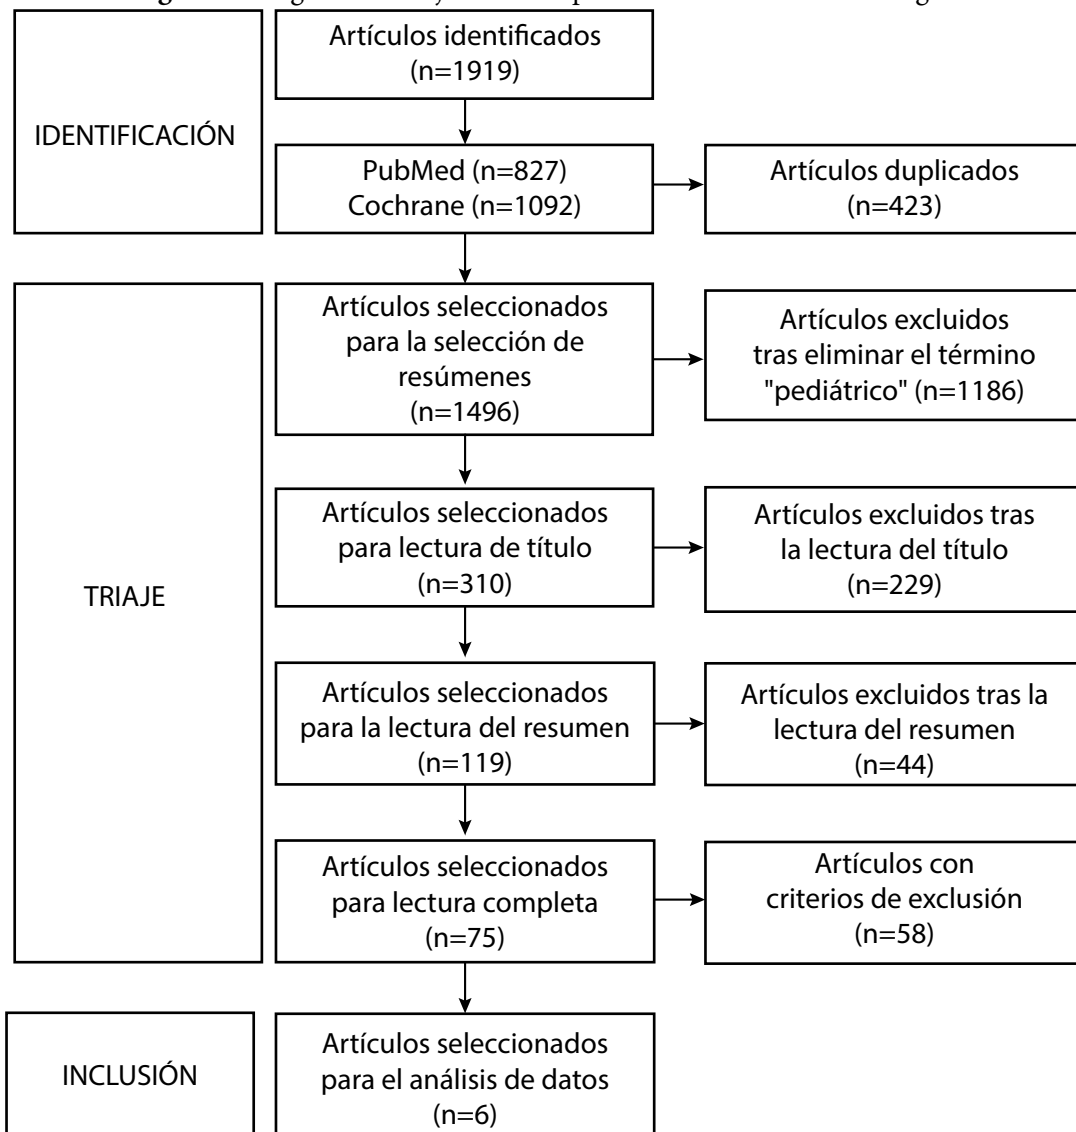 IDENTIFICACIÓN
Artículos identificados
(n=1919)
PubMed (n=827)
Cochrane (n=1092)
Artículos duplicados
(n=423)
TRIAJE
Artículos seleccionados
para la selección de
resúmenes
(n=1496)
Artículos excluidos
tras eliminar el término
"pediátrico" (n=1186)
Artículos seleccionados
para lectura de título
(n=310)
Artículos excluidos tras
la lectura del título
(n=229)
Artículos seleccionados
para la lectura del resumen
(n=119)
Artículos excluidos tras la
lectura del resumen
(n=44)
Artículos seleccionados
para lectura completa
(n=75)
Artículos con
criterios de exclusión
(n=58)
INCLUSIÓN
Artículos seleccionados
para el análisis de datos
(n=6)